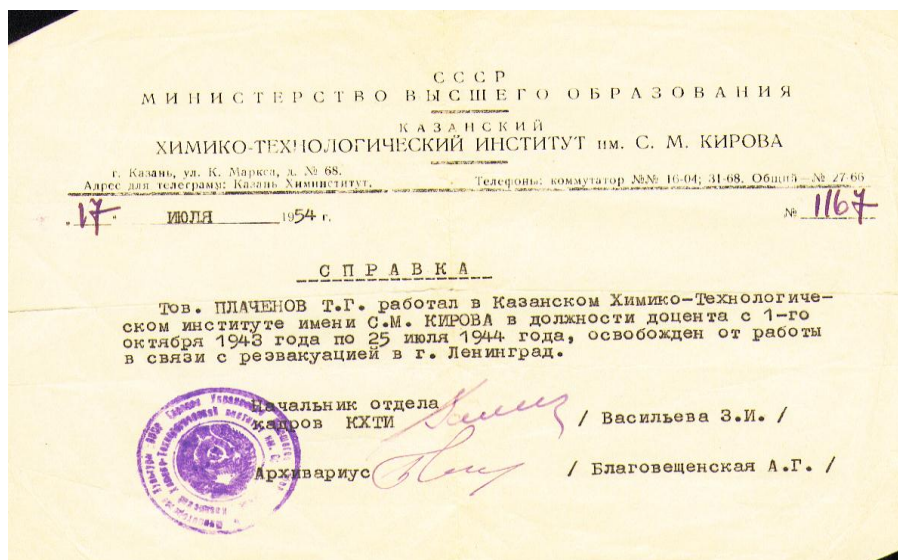 СССР
МИНИСТЕРСТВО ВЫСШЕГО ОБРАЗОВАНИЯ
КАЗАНСКИЙ
ХИМИКО-ТЕХНОЛОГИЧЕСКИЙ ИНСТИТУТ им. С. М. КИРОВА
г. Казань, ул. К. Маркса, д. № 68.
Адрес для телеграмм: Казань Химинститут.
Телефоны: коммутатор №№ 16-04; 31-68. Общий — № 27-66
"17" ИЮЛЯ 1954 г.
№ 1167
СПРАВКА
Тов. ПЛАЧЕНОВ Т.Г. работал в Казанском Химико-Технологиче-
ском институте имени С.М. КИРОВА в должности доцента с 1-го
октября 1943 года по 25 июля 1944 года, освобожден от работы
в связи с резвакуацией в г. Ленинград.
Начальник отдела
кадров КХТИ / Васильева З.И. /
Архивариус / Благовещенская А.Г. /